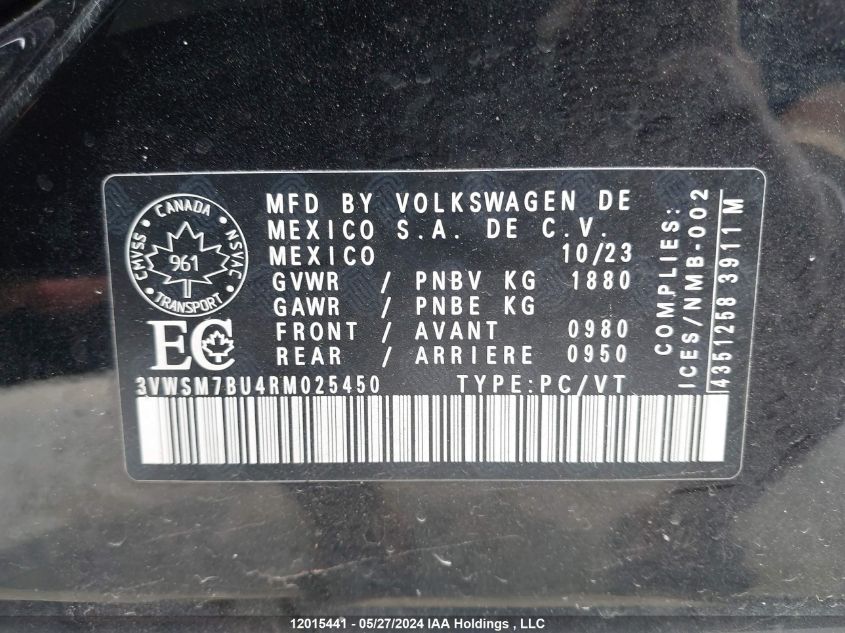 CANADA
CMVSS
NSVAC
961
TRANSPORT
EC
MFD BY VOLKSWAGEN DE
MEXICO S.A. DE C.V.
MEXICO 10/23
GVWR / PNBV KG 1880
GAWR / PNBE KG
FRONT / AVANT 0980
REAR / ARRIERE 0950
3VWSM7BU4RM025450 TYPE:PC/VT
COMPLIES:
ICES/NMB-002
4351258 3911M
12015441 - 05/27/2024 IAA Holdings , LLC